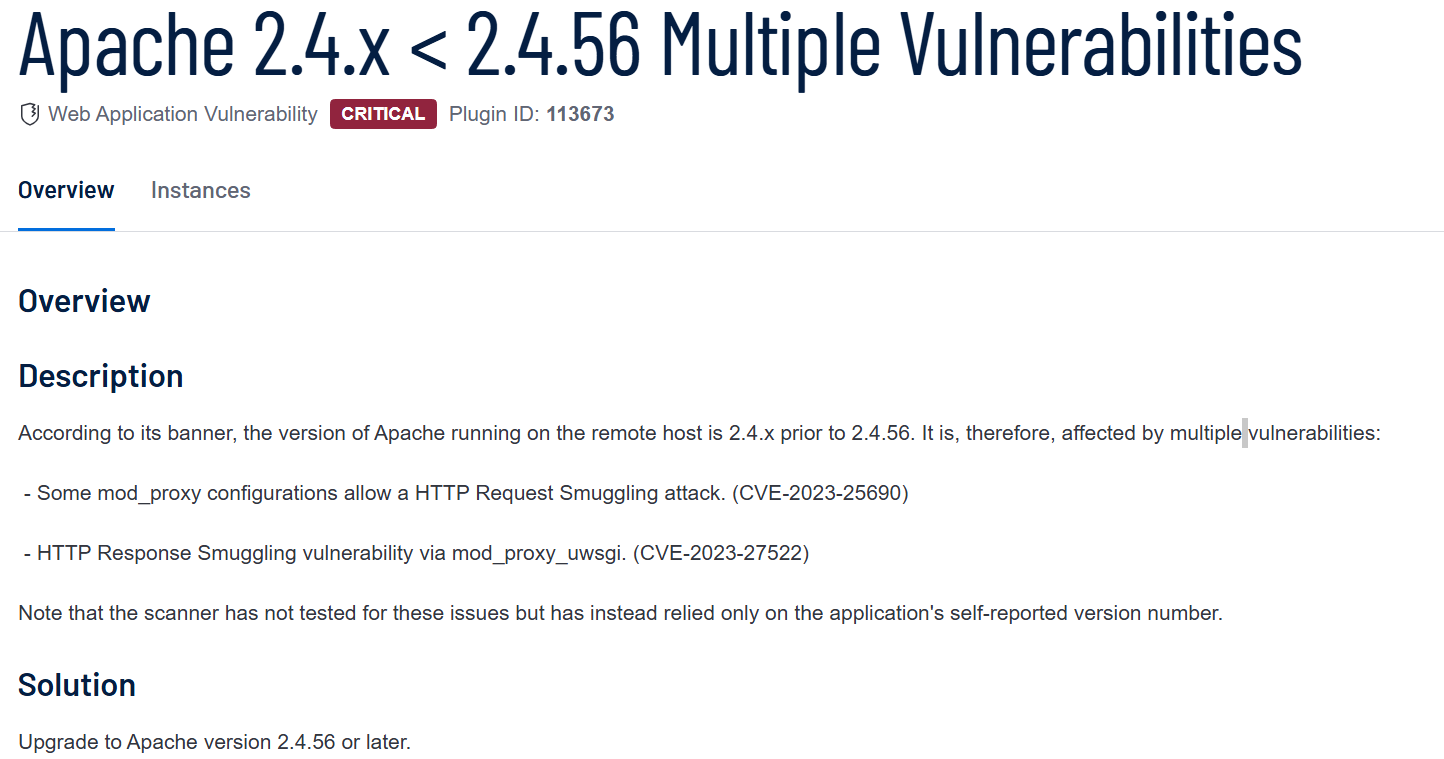 Apache 2.4.x < 2.4.56 Multiple Vulnerabilities
Web Application Vulnerability CRITICAL Plugin ID: 113673
Overview Instances
Overview
Description
According to its banner, the version of Apache running on the remote host is 2.4.x prior to 2.4.56. It is, therefore, affected by multiple vulnerabilities:
- Some mod_proxy configurations allow a HTTP Request Smuggling attack. (CVE-2023-25690)
- HTTP Response Smuggling vulnerability via mod_proxy_uwsgi. (CVE-2023-27522)
Note that the scanner has not tested for these issues but has instead relied only on the application's self-reported version number.
Solution
Upgrade to Apache version 2.4.56 or later.